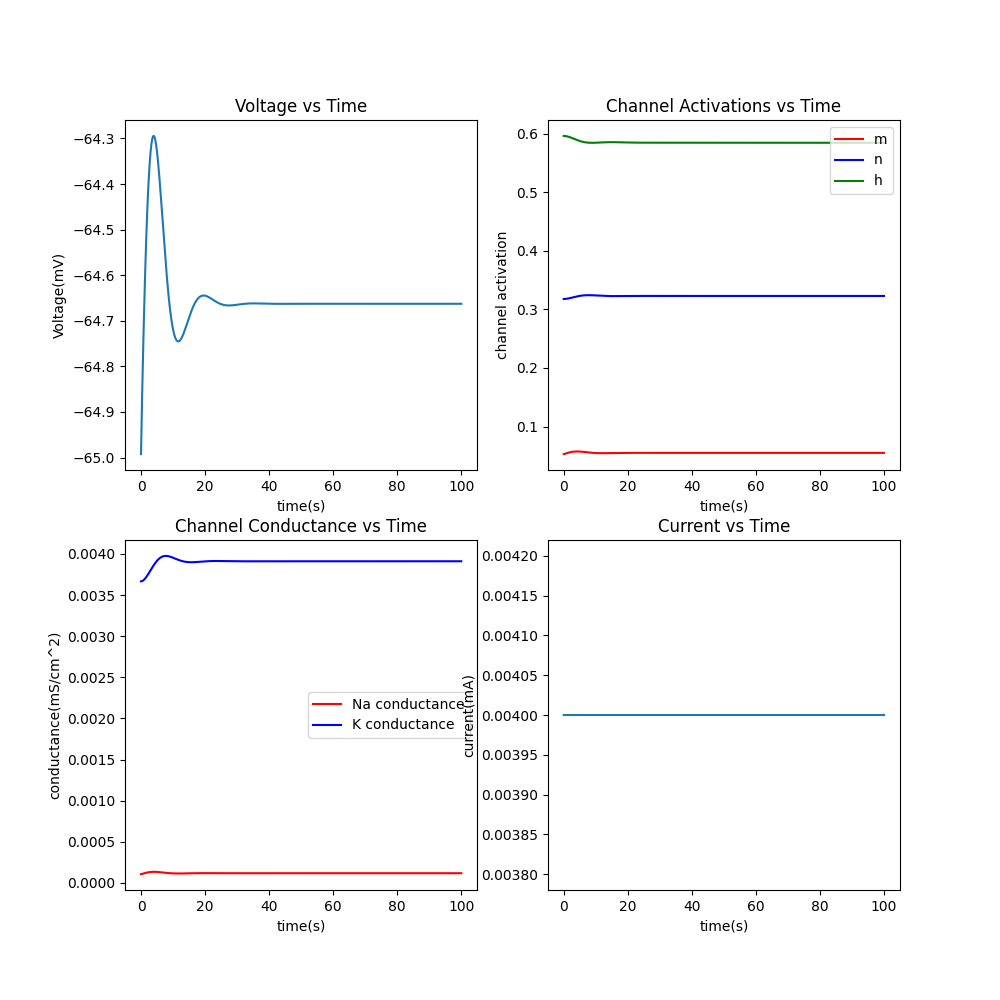 Voltage vs Time
−64.3
−64.4
−64.5
−64.6
−64.7
−64.8
−64.9
−65.0
Voltage(mV)
0 20 40 60 80 100
time(s)
Channel Activations vs Time
0.6
0.5
0.4
0.3
0.2
0.1
channel activation
m
n
h
0 20 40 60 80 100
time(s)
Channel Conductance vs Time
0.0040
0.0035
0.0030
0.0025
0.0020
0.0015
0.0010
0.0005
0.0000
conductance(mS/cm^2)
Na conductance
K conductance
0 20 40 60 80 100
time(s)
Current vs Time
0.00420
0.00415
0.00410
0.00405
0.00400
0.00395
0.00390
0.00385
0.00380
current(mA)
0 20 40 60 80 100
time(s)